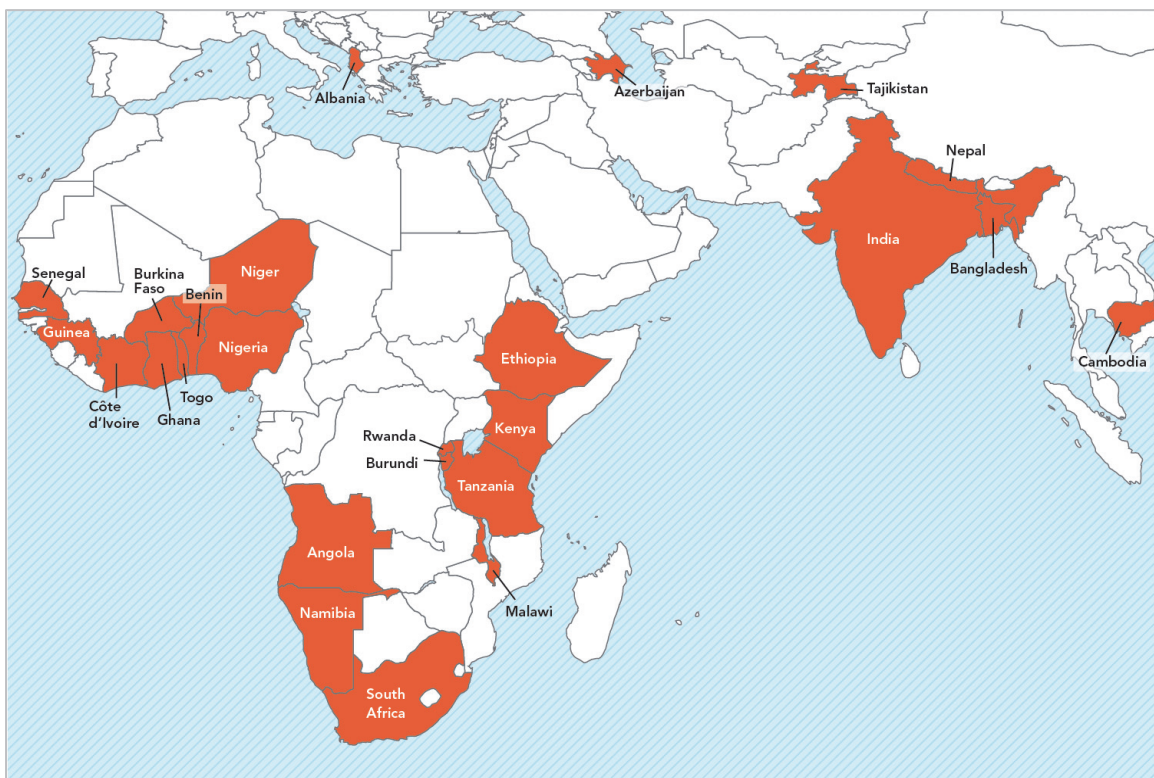 Albania
Azerbaijan
Tajikistan
Nepal
India
Bangladesh
Cambodia
Senegal
Burkina
Faso
Niger
Benin
Guinea
Nigeria
Côte
d'Ivoire
Ghana
Togo
Ethiopia
Kenya
Rwanda
Burundi
Tanzania
Angola
Malawi
Namibia
South
Africa